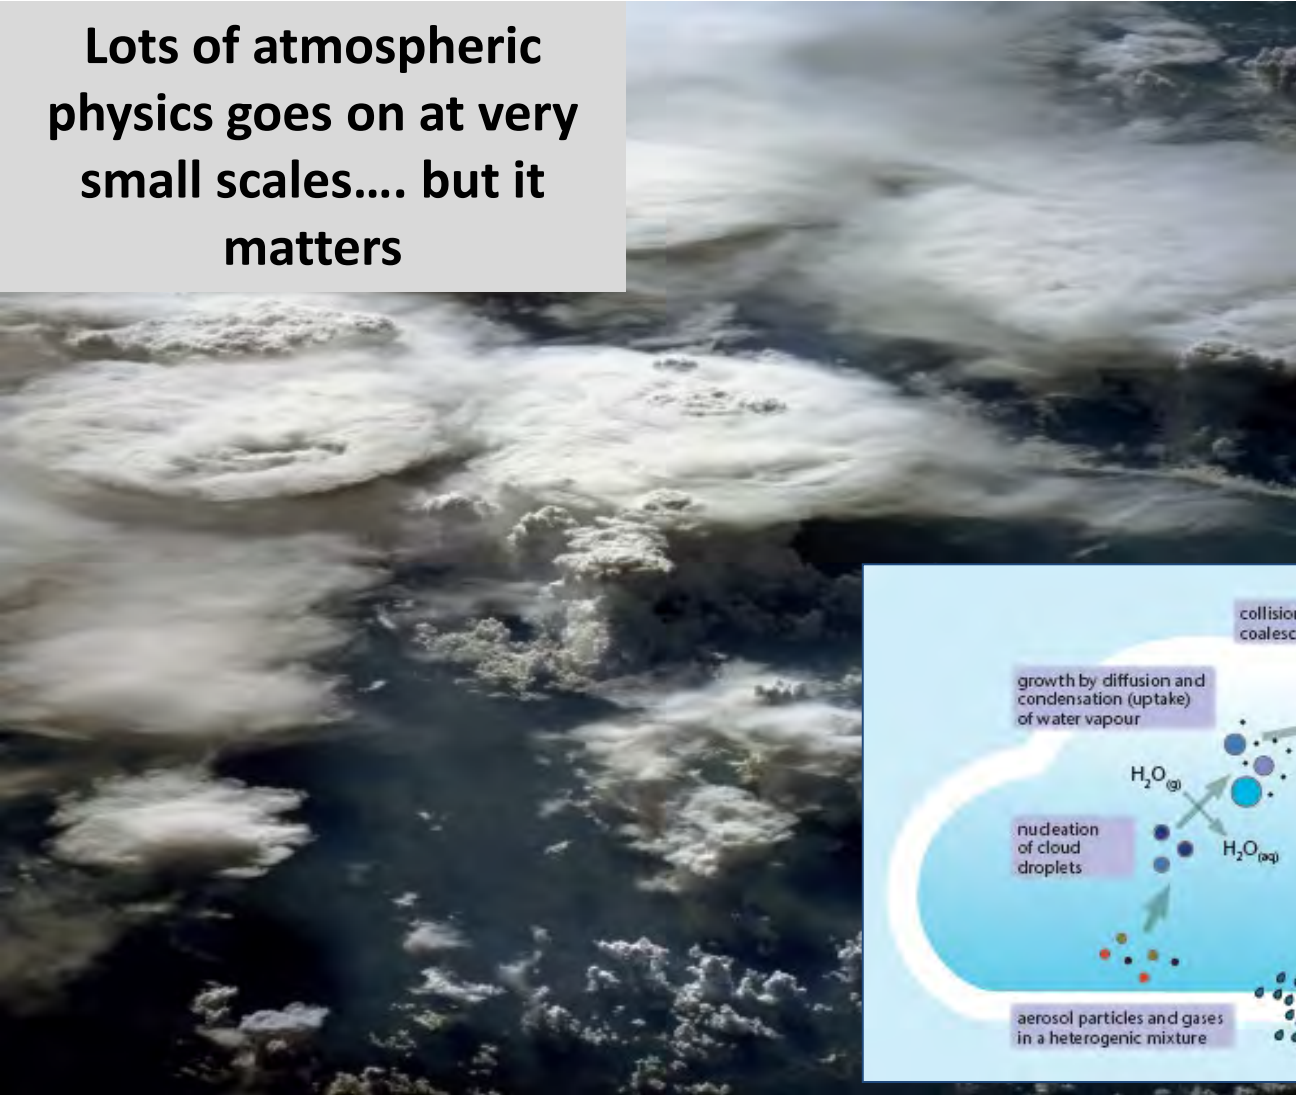 Lots of atmospheric
physics goes on at very
small scales…. but it
matters
growth by diffusion and
condensation (uptake)
of water vapour
H₂O(g)
nucleation
of cloud
droplets
H₂O(aq)
aerosol particles and gases
in a heterogenic mixture